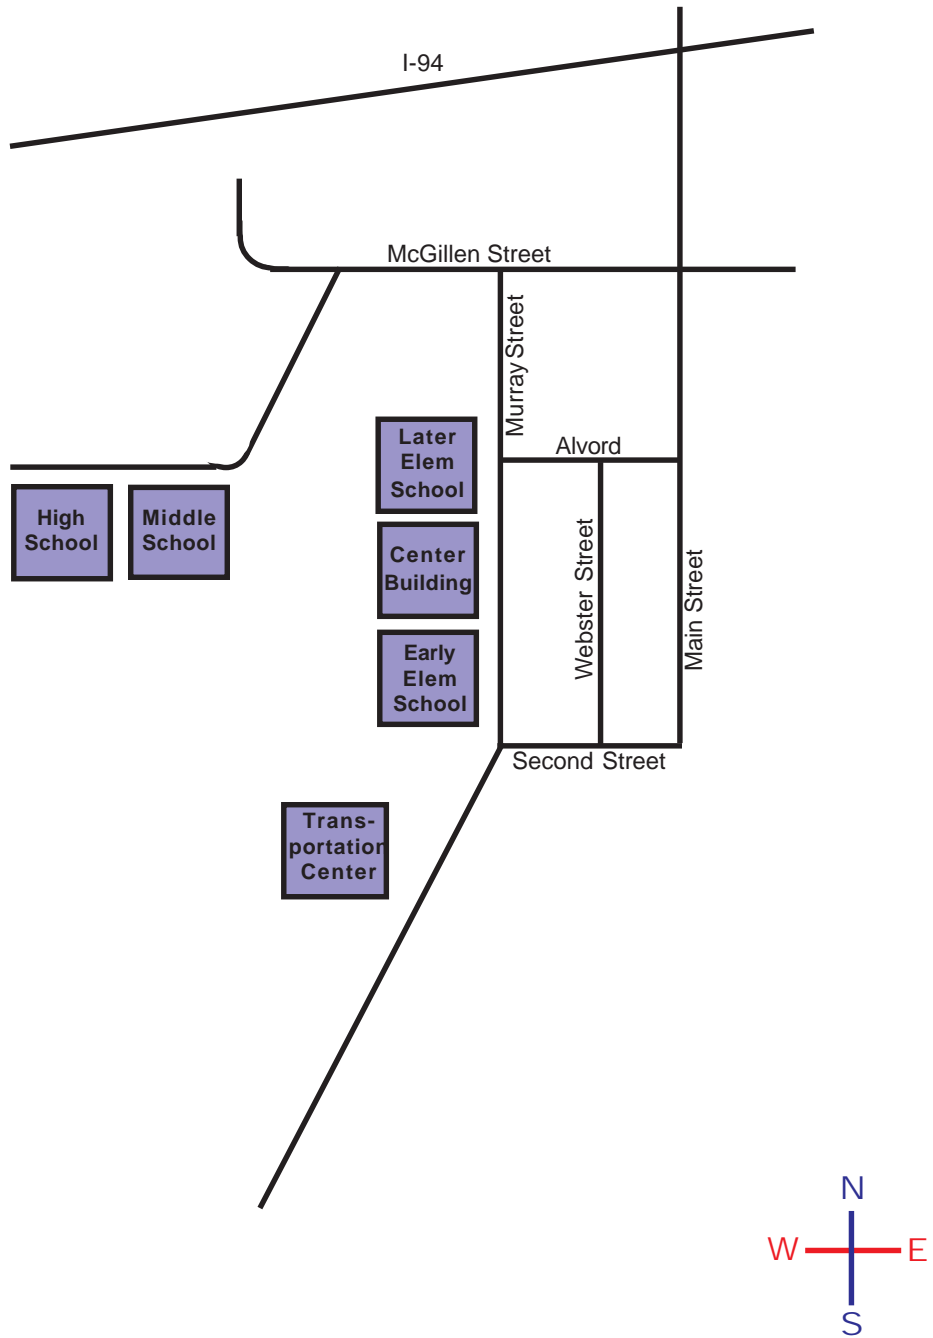 I-94
McGillen Street
Murray Street
Later
Elem
School
Alvord
High
School
Middle
School
Center
Building
Webster Street
Main Street
Early
Elem
School
Second Street
Trans-
portation
Center
N
W
E
S